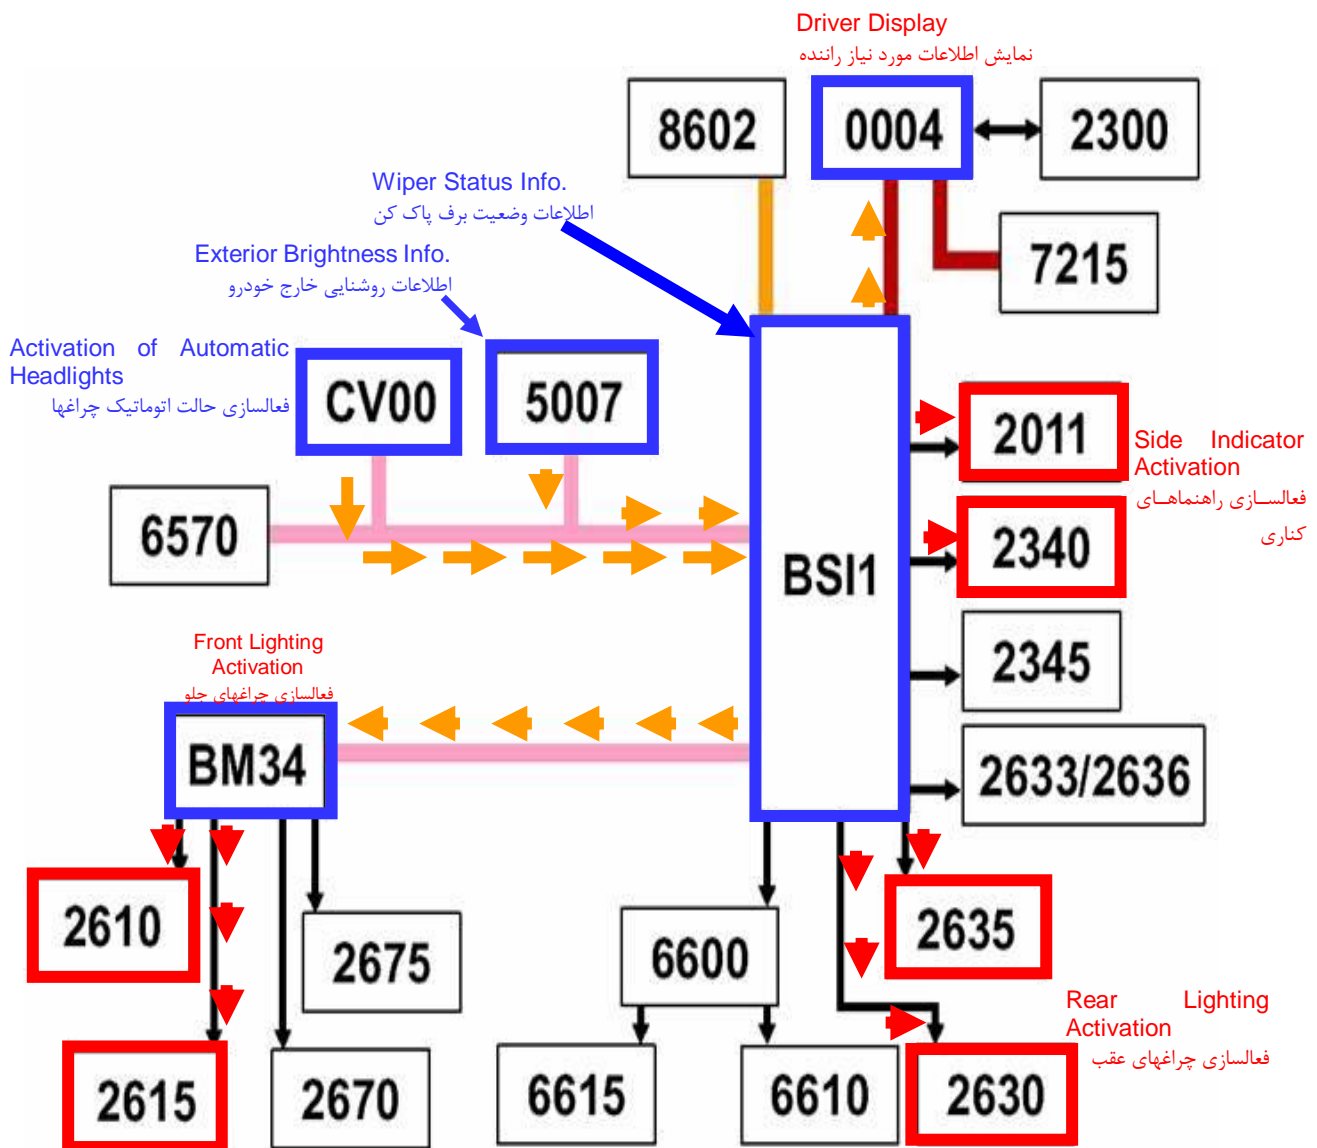 Driver Display
نمایش اطلاعات مورد نیاز راننده
8602
0004
2300
Wiper Status Info.
اطلاعات وضعیت برف پاک کن
7215
Exterior Brightness Info.
اطلاعات روشنایی خارج خودرو
Activation of Automatic
Headlights
فعالسازی حالت اتوماتیک چراغها
CV00
5007
2011
Side Indicator
Activation
فعالســازی راهنماهــای
کناری
6570
2340
BSI1
2345
Front Lighting
Activation
فعالسازی چراغهای جلو
BM34
2633/2636
2610
2675
6600
2635
Rear Lighting
Activation
فعالسازی چراغهای عقب
2615
2670
6615
6610
2630